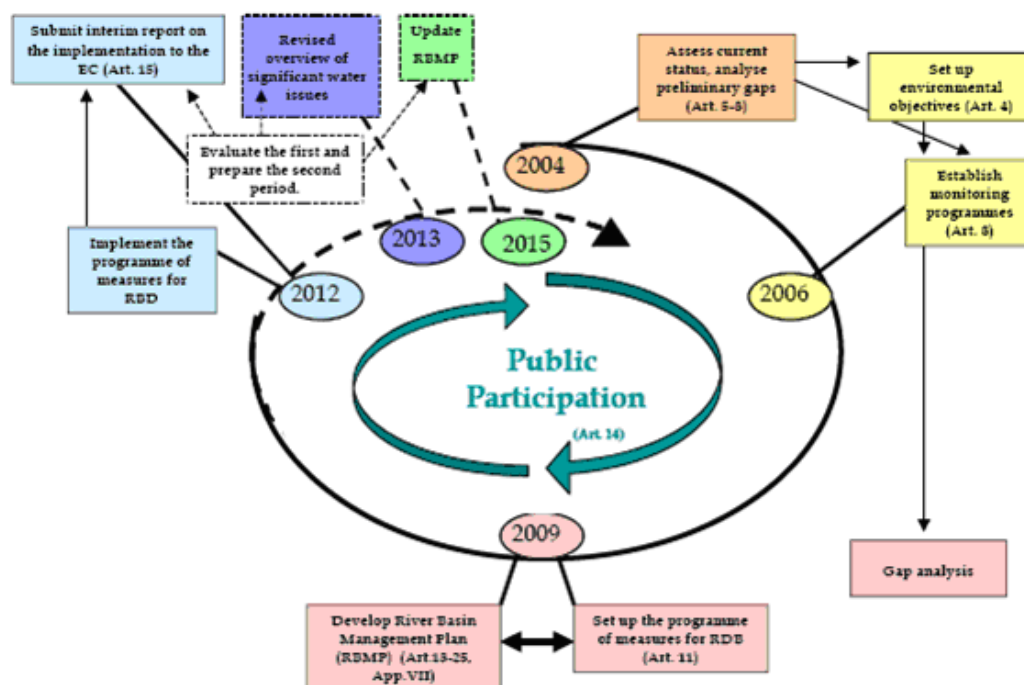 Submit interim report on
the implementation to the
EC (Art. 15)
Revised
overview of
significant water
issues
Update
RBMP
Assess current
status, analyse
preliminary gaps
(Art. 5-8)
Set up
environmental
objectives (Art. 4)
Evaluate the first and
prepare the second
period.
2004
Establish
monitoring
programmes
(Art. 8)
Implement the
programme of
measures for
RBD
2013
2015
2012
2006
Public
Participation
(Art. 14)
2009
Gap analysis
Develop River Basin
Management Plan
(RBMP) (Art.13-25,
App.VII)
Set up the programme
of measures for RDB
(Art. 11)